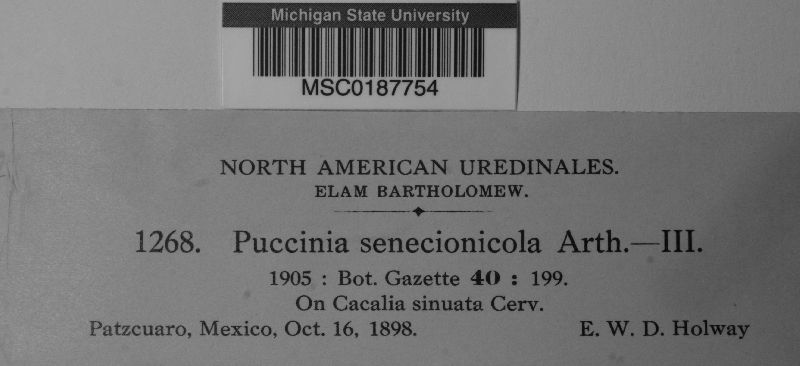 Michigan State University
MSC0187754
NORTH AMERICAN UREDINALES.
ELAM BARTHOLOMEW.
1268. Puccinia senecionicola Arth.—III.
1905 : Bot. Gazette 40 : 199.
On Cacalia sinuata Cerv.
Patzcuaro, Mexico, Oct. 16, 1898. E. W. D. Holway